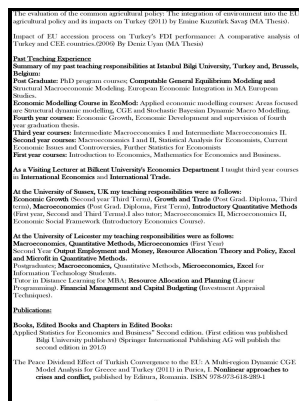 The evaluation of the common agricultural policy: The integration of environment into the EU
agricultural policy and its impacts on Turkey (2011) by Emine Kuzutürk Savaş (MA Thesis).
Impact of EU accession process on Turkey's FDI performance: A comparative analysis of
Turkey and CEE countries.(2006) By Deniz Uyan (MA Thesis)
Past Teaching Experience
Summary of my past teaching responsibilities at Istanbul Bilgi University, Turkey and, Brussels,
Belgium:
Post Graduate: PhD program courses; Computable General Equilibrium Modeling and
Structural Macroeconomic Modeling. European Economic Integration in MA European
Studies.
Economic Modelling Course in EcoMod: Applied economic modelling courses: Areas focused
are Structural dynamic modelling, CGE and Stochastic Bayesian Dynamic Macro Modelling.
Fourth year courses: Economic Growth, Economic Development and supervision of fourth
year graduation thesis.
Third year courses: Intermediate Macroeconomics I and Intermediate Macroeconomics II.
Second year courses: Macroeconomics I and II, Statistical Analysis for Economists, Current
Economic Issues and Controversies, Further Statistics for Economists
First year courses: Introduction to Economics, Mathematics for Economics and Business.
As a Visiting Lecturer at Bilkent University's Economics Department I taught third year courses
in International Economics and International Trade.
At the University of Sussex, UK my teaching responsibilities were as follows:
Economic Growth (Second year Third Term), Growth and Trade (Post Grad. Diploma, Third
term), Macroeconomics (Post Grad. Diploma, First Term), Introductory Quantitative Methods
(First year, Second and Third Term).I also tutor; Macroeconomics II, Microeconomics II,
Economic Social Framework (Introductory Economics Course).
At the University of Leicester my teaching responsibilities were as follows:
Macroeconomics, Quantitative Methods, Microeconomics (First Year)
Second Year Output Employment and Money, Resource Allocation Theory and Policy, Excel
and Microfit in Quantitative Methods.
Postgraduates; Macroeconomics, Quantitative Methods, Microeconomics, Excel for
Information Technology Students.
Tutor in Distance Learning for MBA; Resource Allocation and Planning (Linear
Programming). Financial Management and Capital Budgeting (Investment Appraisal
Techniques).
Publications:
Books, Edited Books and Chapters in Edited Books:
Applied Statistics for Economics and Business" Second edition. (First edition was published
Bilgi University publishers) (Springer International Publishing AG will publish the
second edition in 2015)
The Peace Dividend Effect of Turkish Convergence to the EU: A Multi-region Dynamic CGE
Model Analysis for Greece and Turkey (2011) in Purica, I. Nonlinear approaches to
crises and conflict, published by Editura, Romania. ISBN 978-973-618-289-1